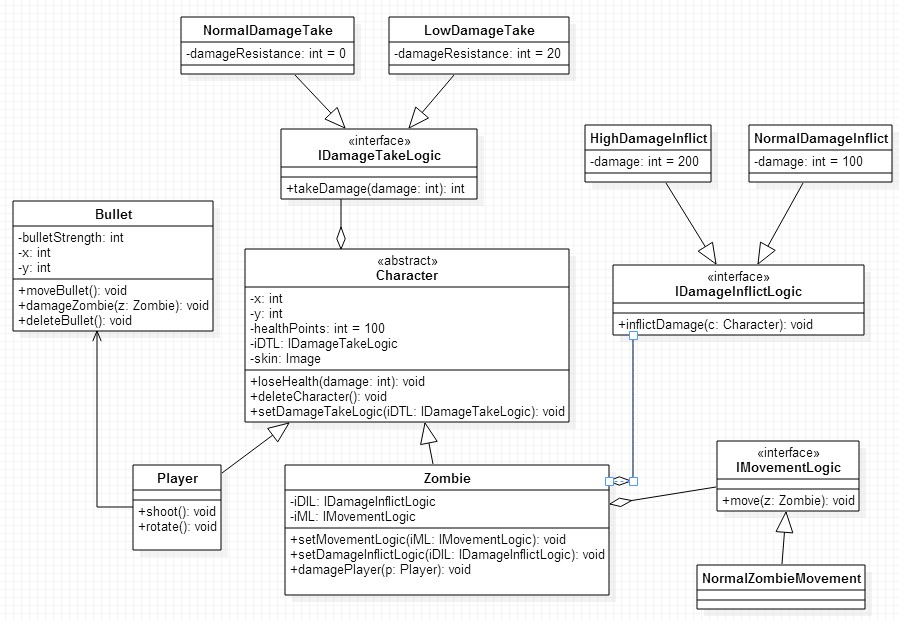 NormalDamageTake
-damageResistance: int = 0
LowDamageTake
-damageResistance: int = 20
«interface»
IDamageTakeLogic
+takeDamage(damage: int): int
HighDamageInflict
-damage: int = 200
NormalDamageInflict
-damage: int = 100
Bullet
-bulletStrength: int
-x: int
-y: int
+moveBullet(): void
+damageZombie(z: Zombie): void
+deleteBullet(): void
«abstract»
Character
-x: int
-y: int
-healthPoints: int = 100
-iDTL: IDamageTakeLogic
-skin: Image
+loseHealth(damage: int): void
+deleteCharacter(): void
+setDamageTakeLogic(iDTL: IDamageTakeLogic): void
«interface»
IDamageInflictLogic
+inflictDamage(c: Character): void
Player
+shoot(): void
+rotate(): void
Zombie
-iDIL: IDamageInflictLogic
-iML: IMovementLogic
+setMovementLogic(iML: IMovementLogic): void
+setDamageInflictLogic(iDIL: IDamageInflictLogic): void
+damagePlayer(p: Player): void
«interface»
IMovementLogic
+move(z: Zombie): void
NormalZombieMovement